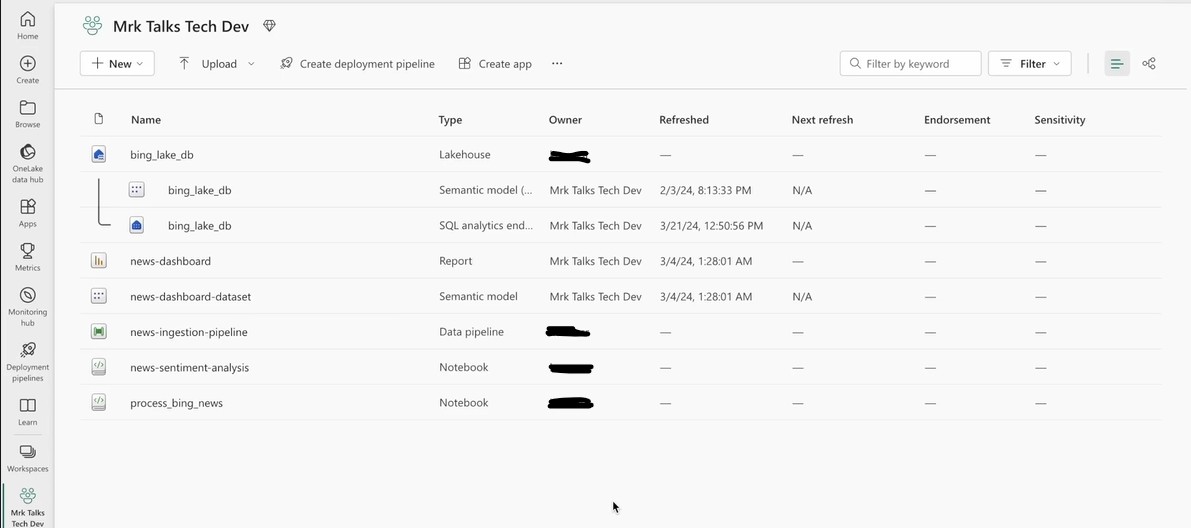 Home
Create
Browse
OneLake
data hub
Apps
Metrics
Monitoring
hub
Deployment
pipelines
Learn
Workspaces
Mrk Talks
Tech Dev
Mrk Talks Tech Dev
New Upload Create deployment pipeline Create app ... Filter by keyword Filter
Name Type Owner Refreshed Next refresh Endorsement Sensitivity
bing_lake_db Lakehouse — — — —
bing_lake_db Semantic model (... Mrk Talks Tech Dev 2/3/24, 8:13:33 PM N/A — —
bing_lake_db SQL analytics end... Mrk Talks Tech Dev 3/21/24, 12:50:56 PM N/A — —
news-dashboard Report Mrk Talks Tech Dev 3/4/24, 1:28:01 AM — — —
news-dashboard-dataset Semantic model Mrk Talks Tech Dev 3/4/24, 1:28:01 AM N/A — —
news-ingestion-pipeline Data pipeline — — — —
news-sentiment-analysis Notebook — — — —
process_bing_news Notebook — — — —